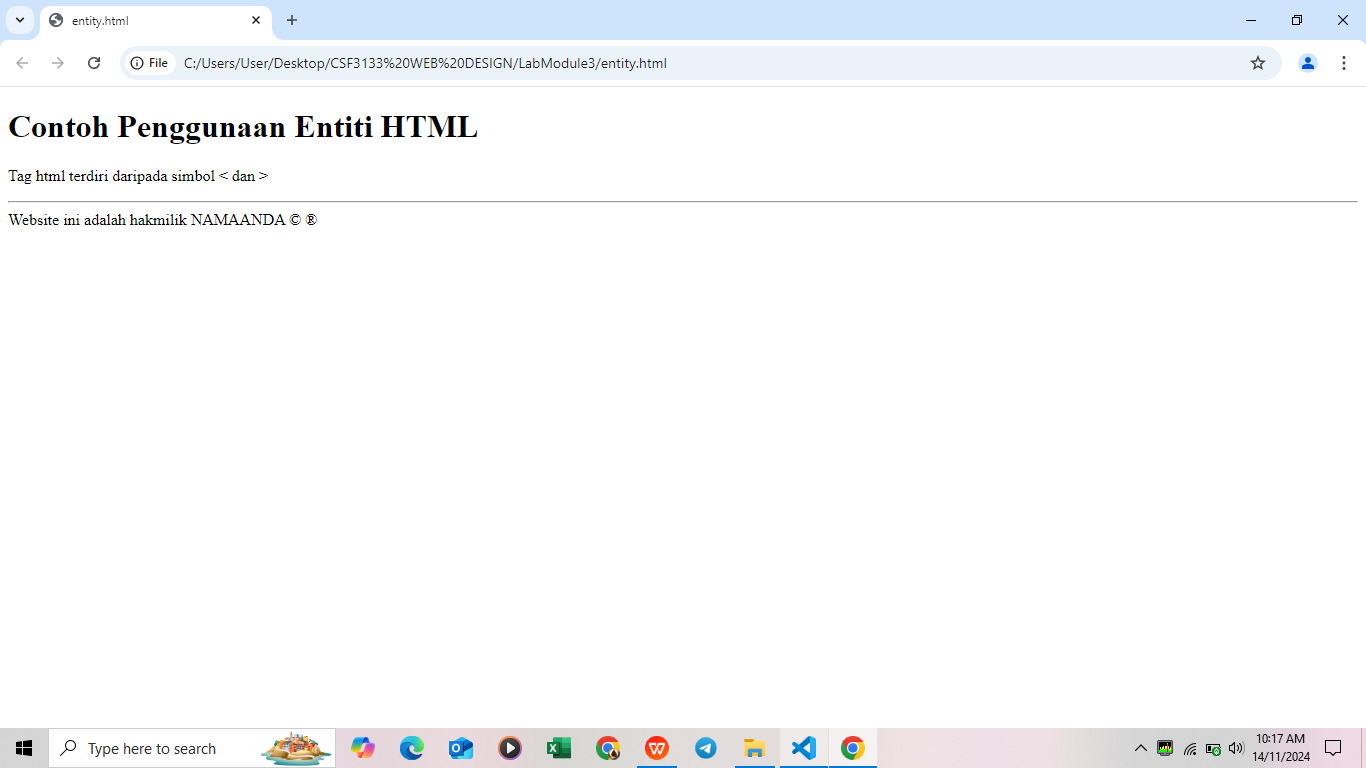 entity.html
File
C:/Users/User/Desktop/CSF3133%20WEB%20DESIGN/LabModule3/entity.html
Contoh Penggunaan Entiti HTML
Tag html terdiri daripada simbol < dan >
Website ini adalah hakmilik NAMAANDA © ®
Type here to search
10:17 AM
14/11/2024